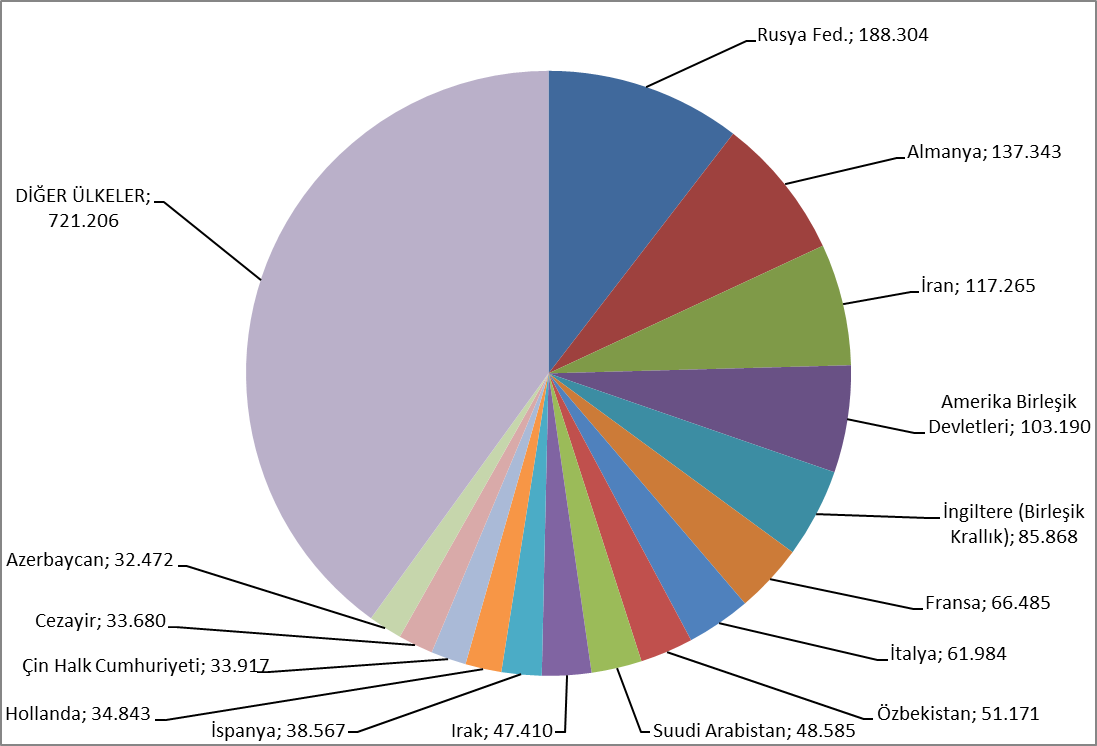 Rusya Fed.; 188.304
Almanya; 137.343
İran; 117.265
Amerika Birleşik
Devletleri; 103.190
İngiltere (Birleşik
Krallık); 85.868
Fransa; 66.485
İtalya; 61.984
Özbekistan; 51.171
Suudi Arabistan; 48.585
Irak; 47.410
İspanya; 38.567
Hollanda; 34.843
Çin Halk Cumhuriyeti; 33.917
Cezayir; 33.680
Azerbaycan; 32.472
DİĞER ÜLKELER;
721.206